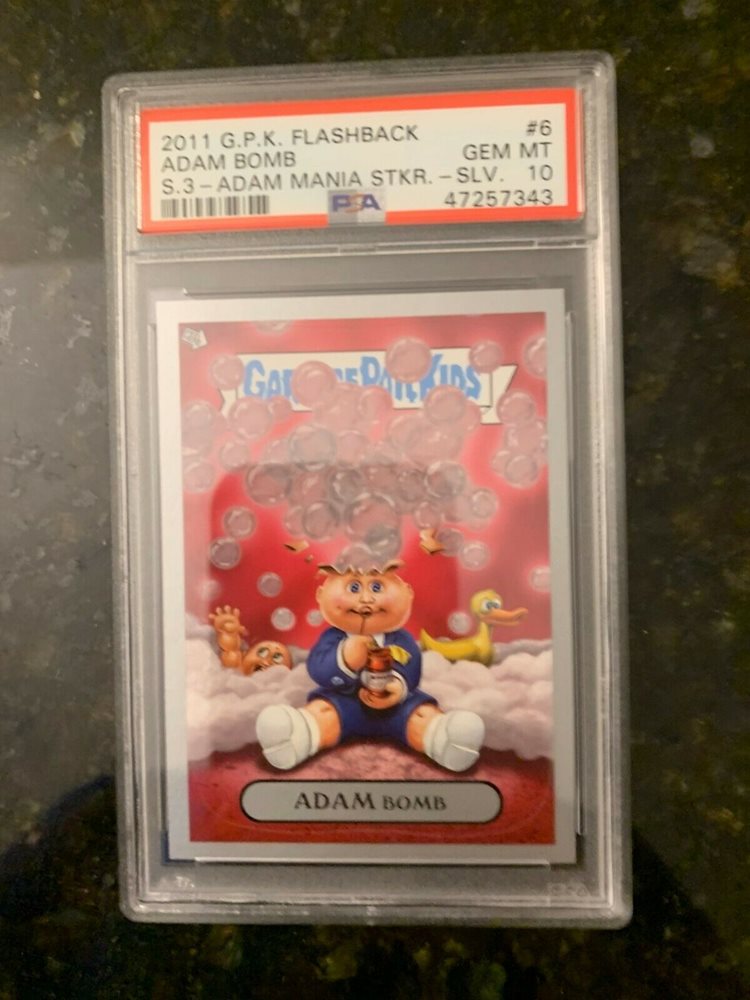 2011 G.P.K. FLASHBACK #6
ADAM BOMB GEM MT
S.3-ADAM MANIA STKR.-SLV. 10
PSA 47257343
GARBAGE PAIL KIDS
ADAM BOMB